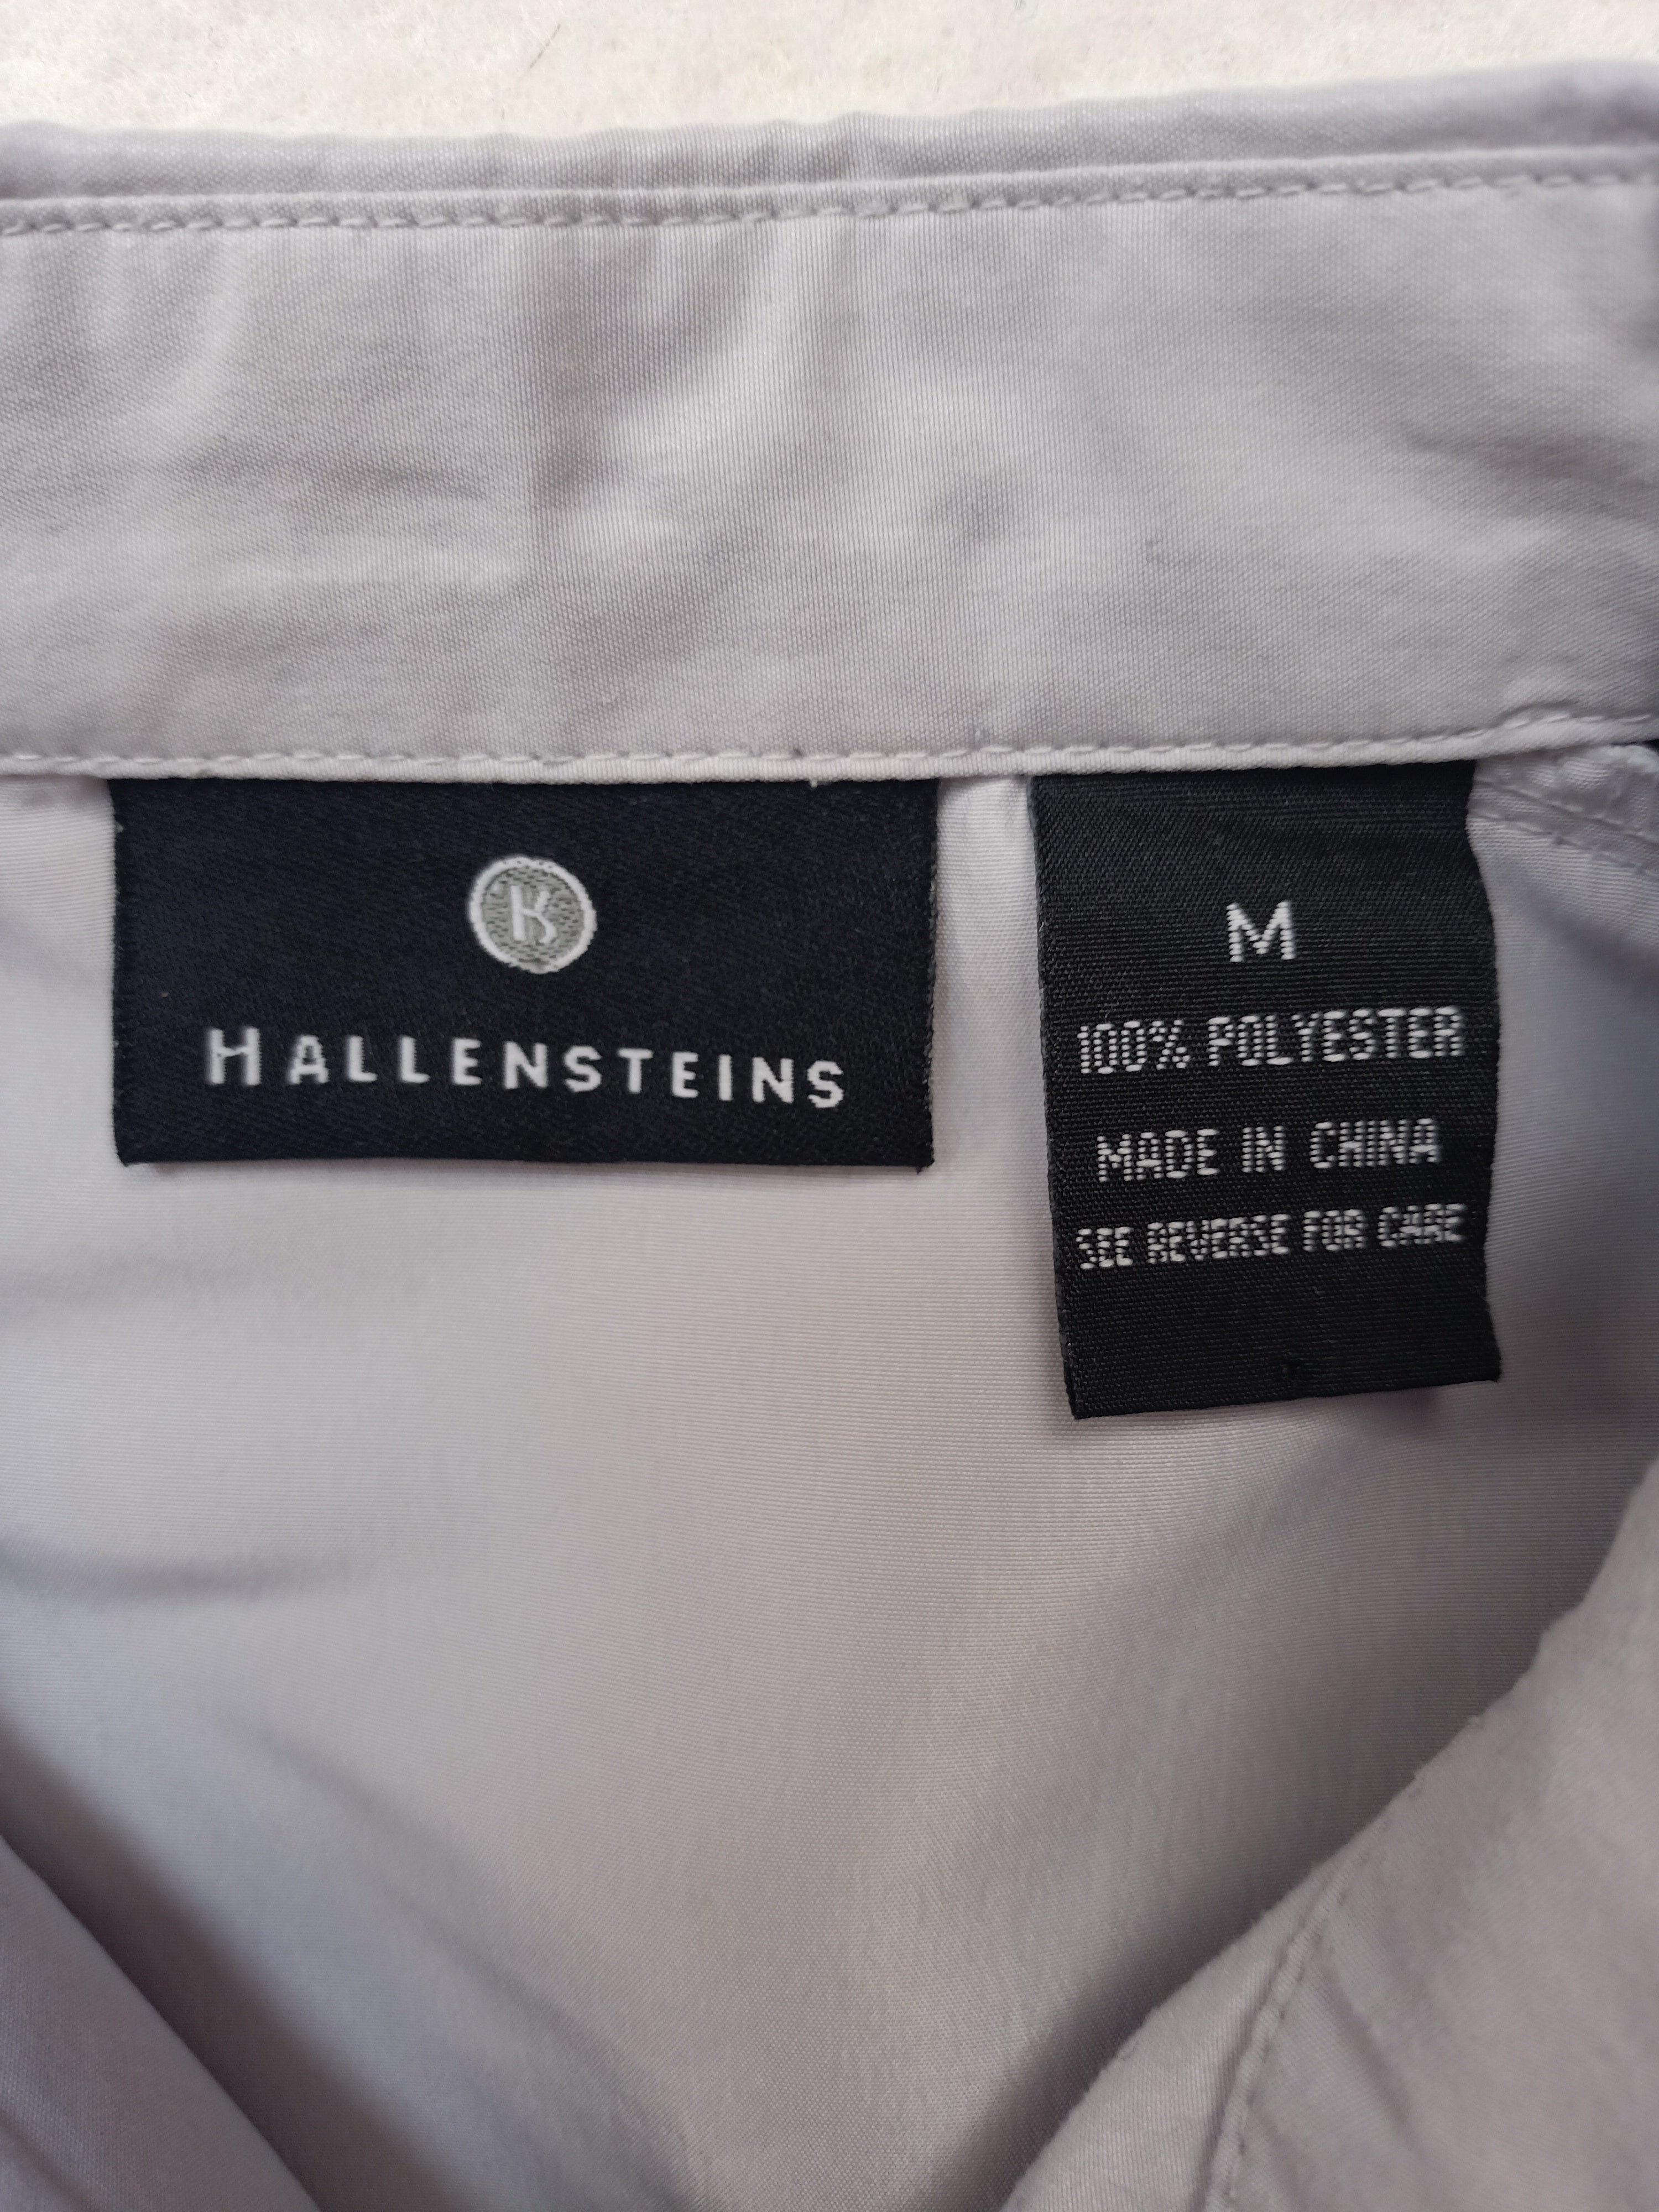 HALLENSTEINS
M
100% POLYESTER
MADE IN CHINA
SEE REVERSE FOR CARE